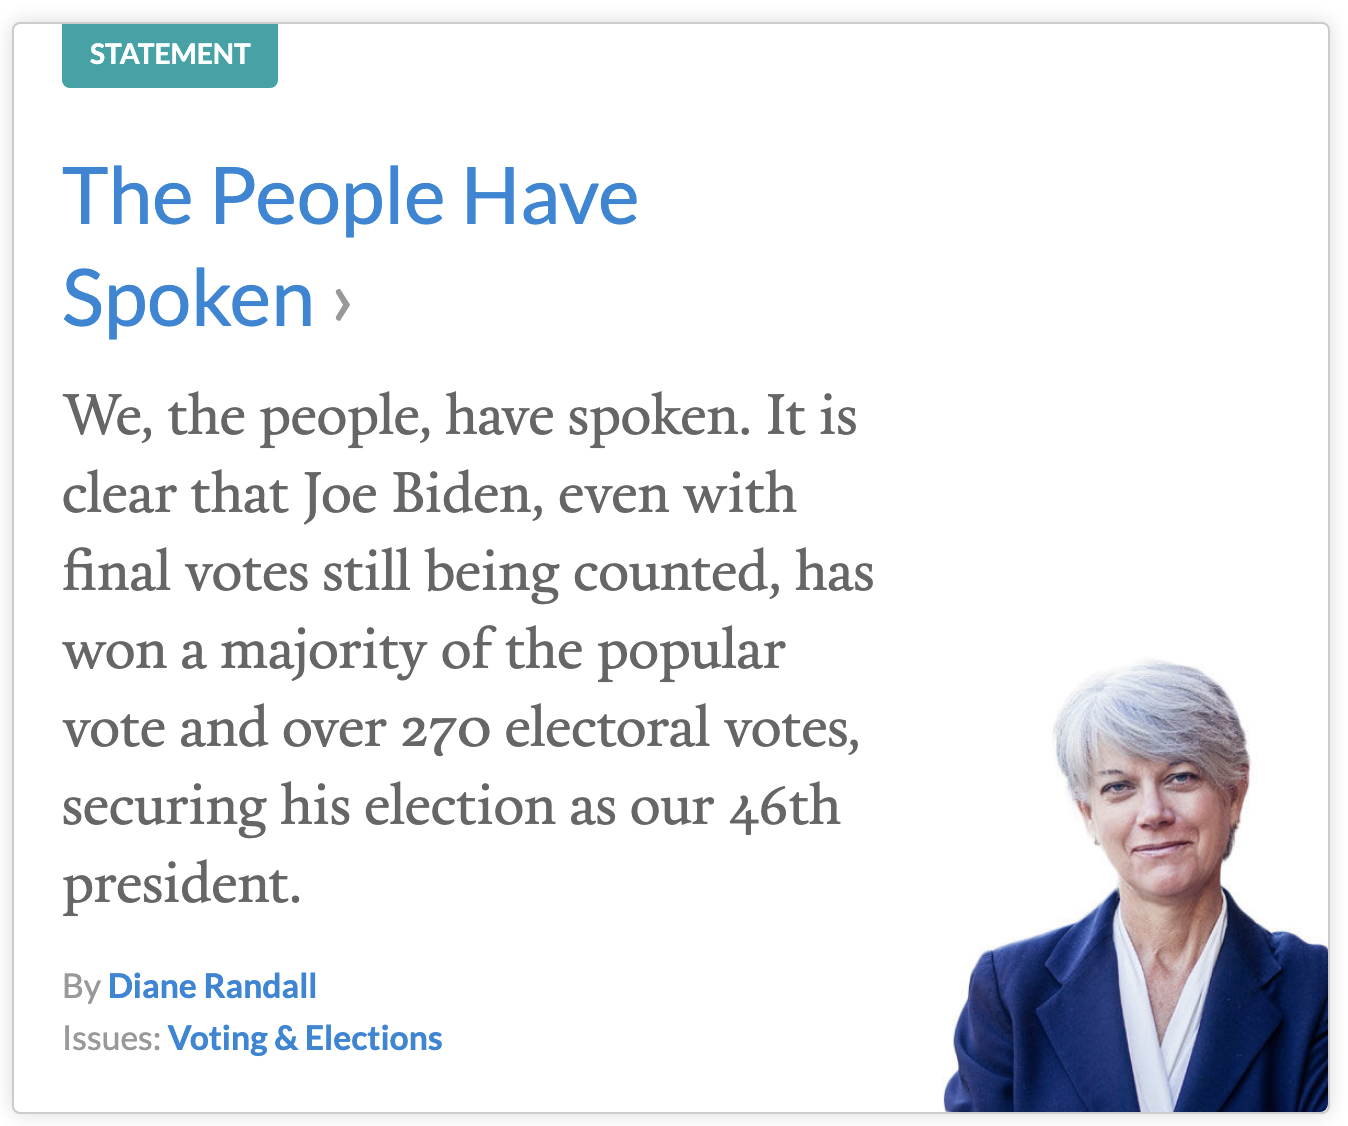 STATEMENT
The People Have
Spoken ›
We, the people, have spoken. It is
clear that Joe Biden, even with
final votes still being counted, has
won a majority of the popular
vote and over 270 electoral votes,
securing his election as our 46th
president.
By Diane Randall
Issues: Voting & Elections